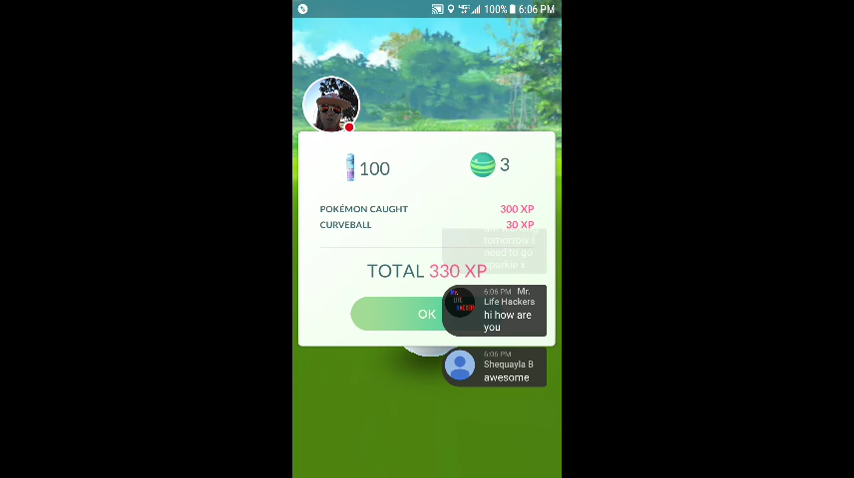 100% 6:06 PM
100
3
POKÉMON CAUGHT 300 XP
CURVEBALL 30 XP
tomorrow s
need to go
TOTAL 330 XP
6:06 PM Mr.
Life Hackers
hi how are
you
OK
6:06 PM
Shequayla B
awesome